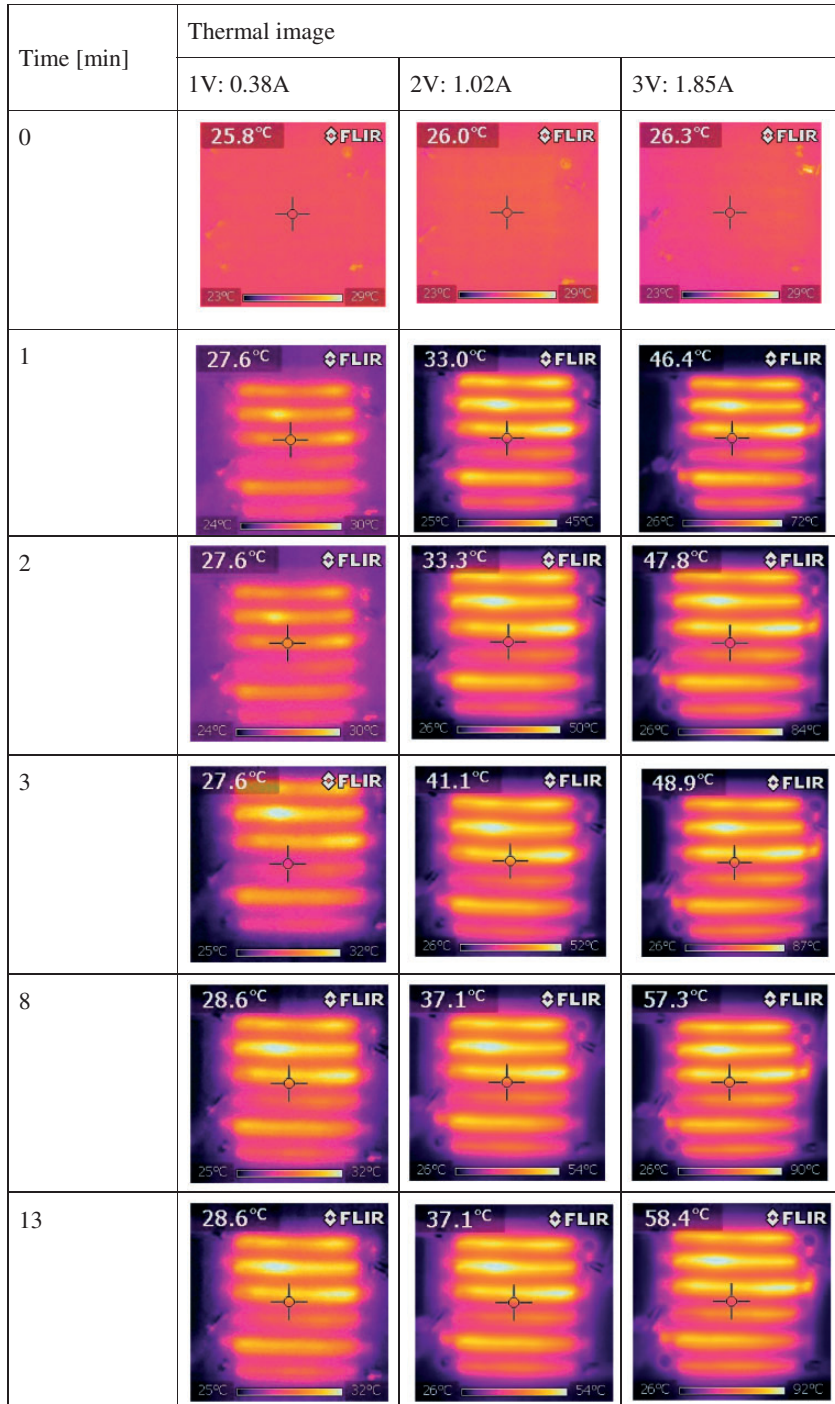 Time [min]
Thermal image
1V: 0.38A
2V: 1.02A
3V: 1.85A
0
25.8°C FLIR
23°C 29°C
26.0°C FLIR
23°C 29°C
26.3°C FLIR
23°C 29°C
1
27.6°C FLIR
24°C 30°C
33.0°C FLIR
25°C 45°C
46.4°C FLIR
26°C 72°C
2
27.6°C FLIR
24°C 30°C
33.3°C FLIR
26°C 50°C
47.8°C FLIR
26°C 84°C
3
27.6°C FLIR
25°C 32°C
41.1°C FLIR
26°C 52°C
48.9°C FLIR
26°C 87°C
8
28.6°C FLIR
25°C 32°C
37.1°C FLIR
26°C 54°C
57.3°C FLIR
26°C 90°C
13
28.6°C FLIR
25°C 32°C
37.1°C FLIR
26°C 54°C
58.4°C FLIR
26°C 92°C